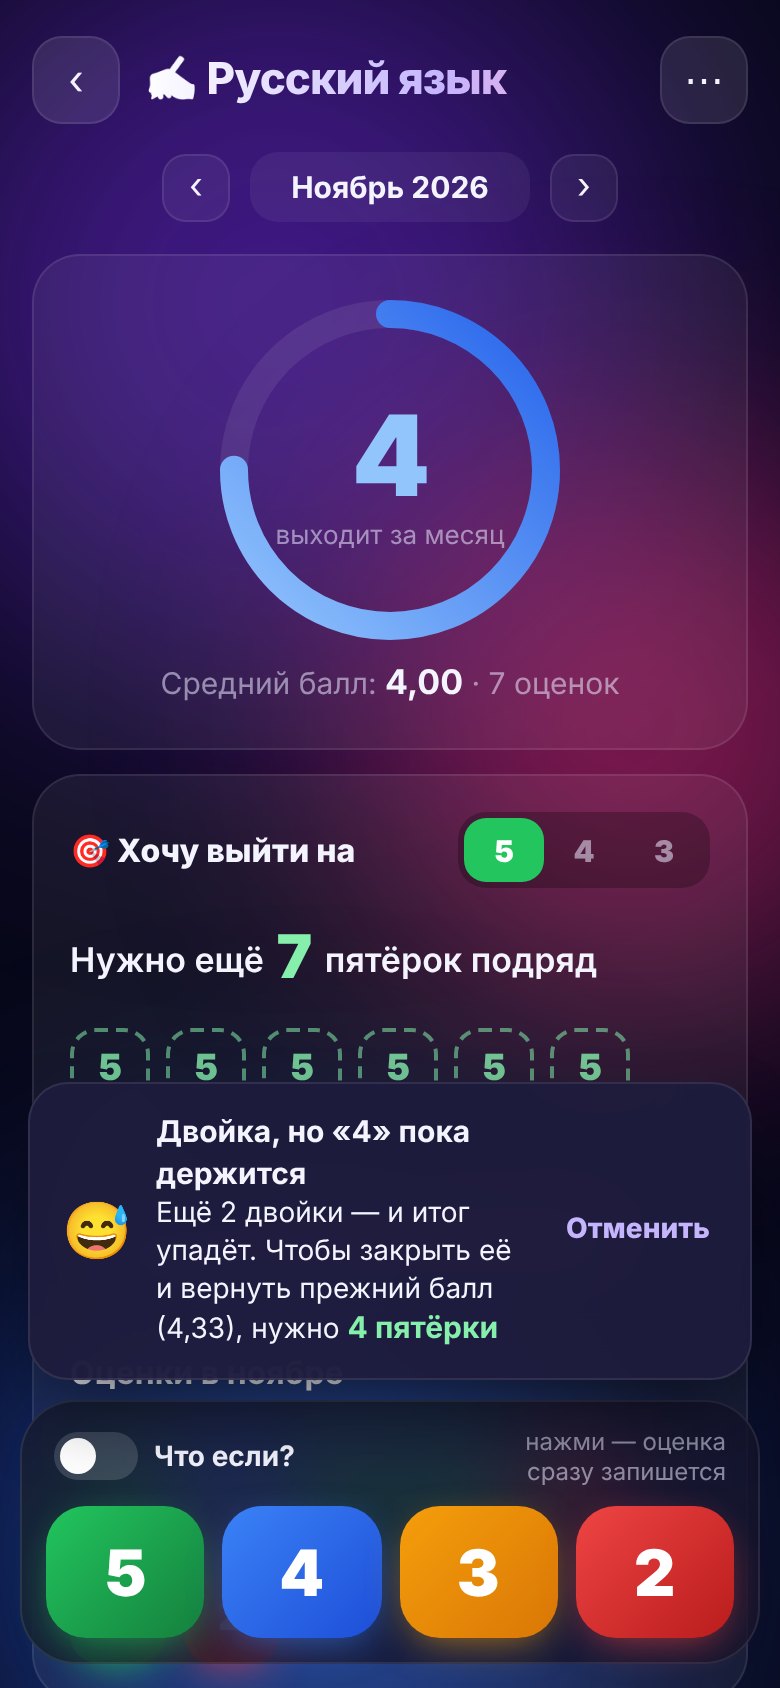 Русский язык
Ноябрь 2026
4
выходит за месяц
Средний балл: 4,00 · 7 оценок
Хочу выйти на
5 4 3
Нужно ещё 7 пятёрок подряд
5 5 5 5 5 5
Двойка, но «4» пока
держится
Ещё 2 двойки — и итог
упадёт. Чтобы закрыть её
и вернуть прежний балл
(4,33), нужно 4 пятёрки
Отменить
Оценки в ноябре
Что если?
нажми — оценка
сразу запишется
5 4 3 2